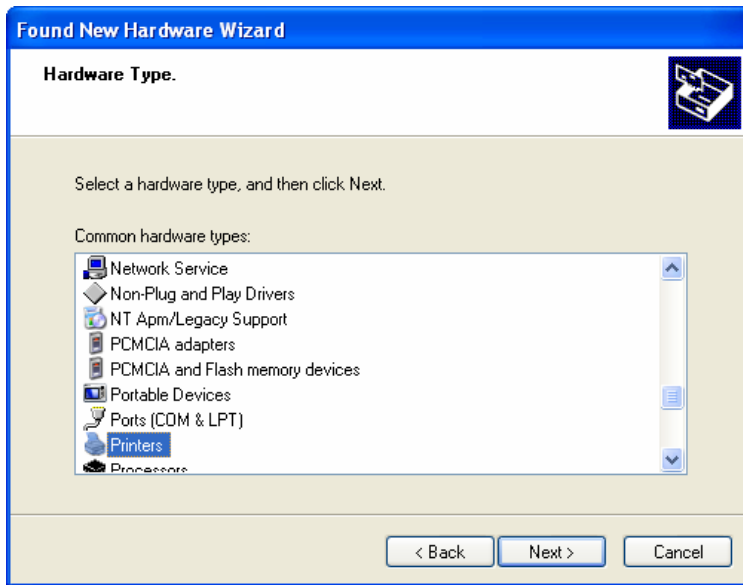 Found New Hardware Wizard
Hardware Type.
Select a hardware type, and then click Next.
Common hardware types:
Network Service
Non-Plug and Play Drivers
NT Apm/Legacy Support
PCMCIA adapters
PCMCIA and Flash memory devices
Portable Devices
Ports (COM & LPT)
Printers
Processors
< Back Next > Cancel